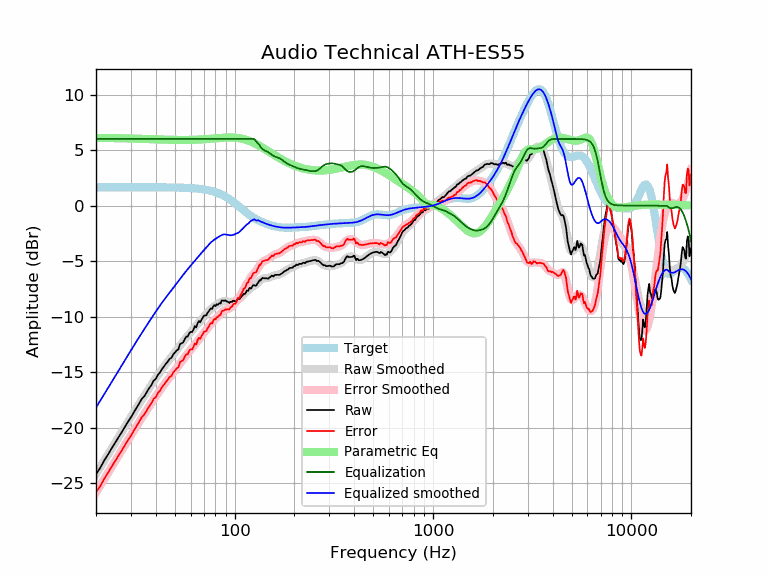 Audio Technical ATH-ES55
Amplitude (dBr)
10
5
0
−5
−10
−15
−20
−25
Target
Raw Smoothed
Error Smoothed
Raw
Error
Parametric Eq
Equalization
Equalized smoothed
100
1000
10000
Frequency (Hz)